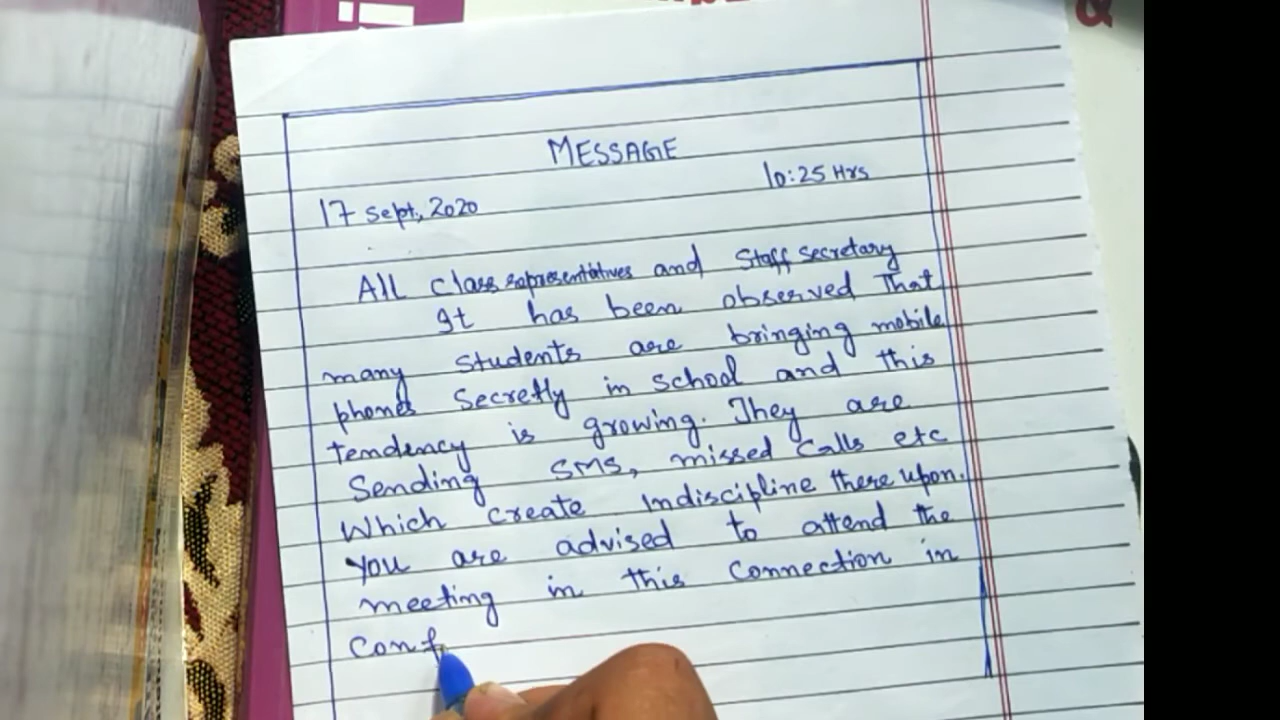 MESSAGE
10:25 Hrs
17 Sept, 2020
All class representatives and Staff secretary
It has been observed That
many students are bringing mobile
phones Secretly in school and this
tendency is growing. They are
Sending SMS, missed calls etc
Which create indiscipline there upon.
You are advised to attend the
meeting in this connection in
Conf